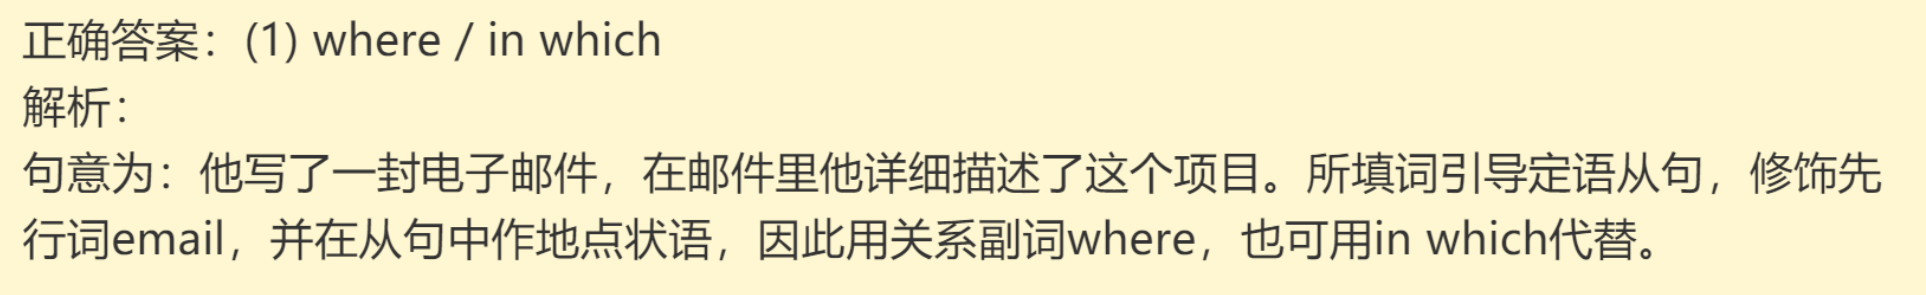 正确答案：(1) where / in which
解析：
句意为：他写了一封电子邮件，在邮件里他详细描述了这个项目。所填词引导定语从句，修饰先
行词email，并在从句中作地点状语，因此用关系副词where，也可用in which代替。